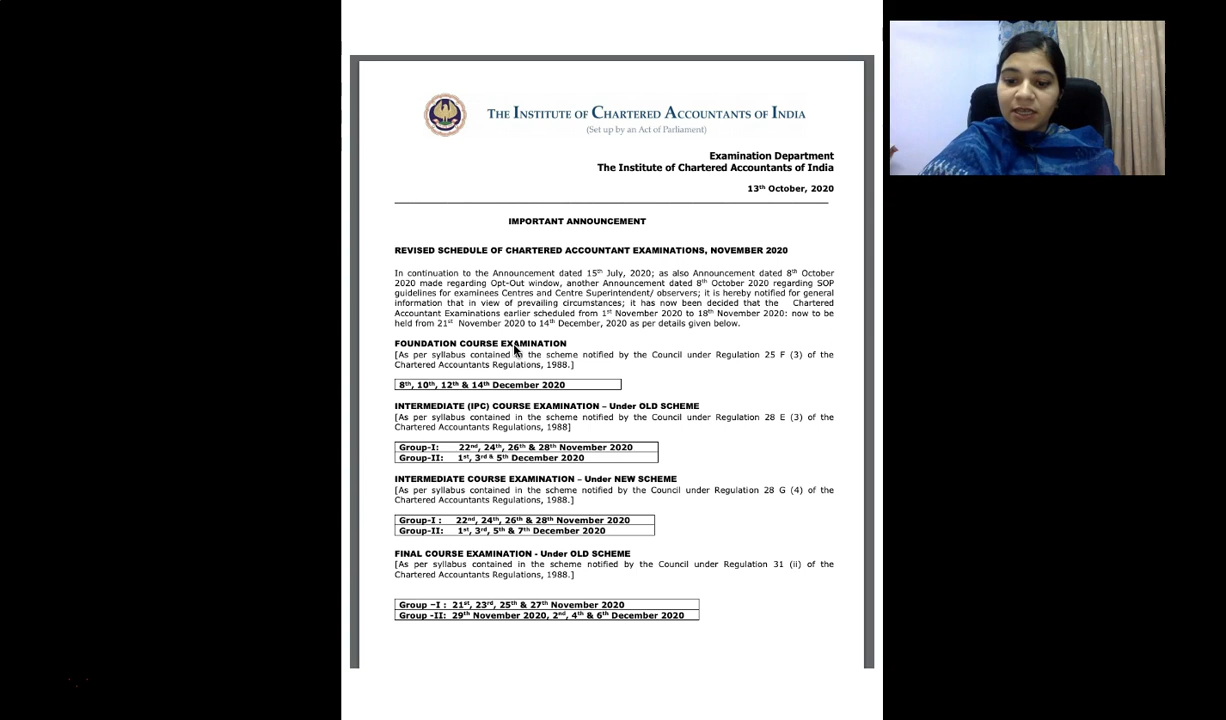 THE INSTITUTE OF CHARTERED ACCOUNTANTS OF INDIA
(Set up by an Act of Parliament)
Examination Department
The Institute of Chartered Accountants of India
13th October, 2020
IMPORTANT ANNOUNCEMENT
REVISED SCHEDULE OF CHARTERED ACCOUNTANT EXAMINATIONS, NOVEMBER 2020
In continuation to the Announcement dated 15th July, 2020; as also Announcement dated 8th October
2020 made regarding Opt-Out window, another Announcement dated 8th October 2020 regarding SOP
guidelines for examinees Centres and Centre Superintendent/ observers; it is hereby notified for general
information that in view of prevailing circumstances; it has now been decided that the Chartered
Accountant Examinations earlier scheduled from 1st November 2020 to 18th November 2020: now to be
held from 21st November 2020 to 14th December, 2020 as per details given below.
FOUNDATION COURSE EXAMINATION
[As per syllabus contained in the scheme notified by the Council under Regulation 25 F (3) of the
Chartered Accountants Regulations, 1988.]
8th, 10th, 12th & 14th December 2020
INTERMEDIATE (IPC) COURSE EXAMINATION – Under OLD SCHEME
[As per syllabus contained in the scheme notified by the Council under Regulation 28 E (3) of the
Chartered Accountants Regulations, 1988]
Group-I: 22nd, 24th, 26th & 28th November 2020
Group-II: 1st, 3rd & 5th December 2020
INTERMEDIATE COURSE EXAMINATION – Under NEW SCHEME
[As per syllabus contained in the scheme notified by the Council under Regulation 28 G (4) of the
Chartered Accountants Regulations, 1988.]
Group-I : 22nd, 24th, 26th & 28th November 2020
Group-II: 1st, 3rd, 5th & 7th December 2020
FINAL COURSE EXAMINATION - Under OLD SCHEME
[As per syllabus contained in the scheme notified by the Council under Regulation 31 (ii) of the
Chartered Accountants Regulations, 1988.]
Group –I : 21st, 23rd, 25th & 27th November 2020
Group -II: 29th November 2020, 2nd, 4th & 6th December 2020